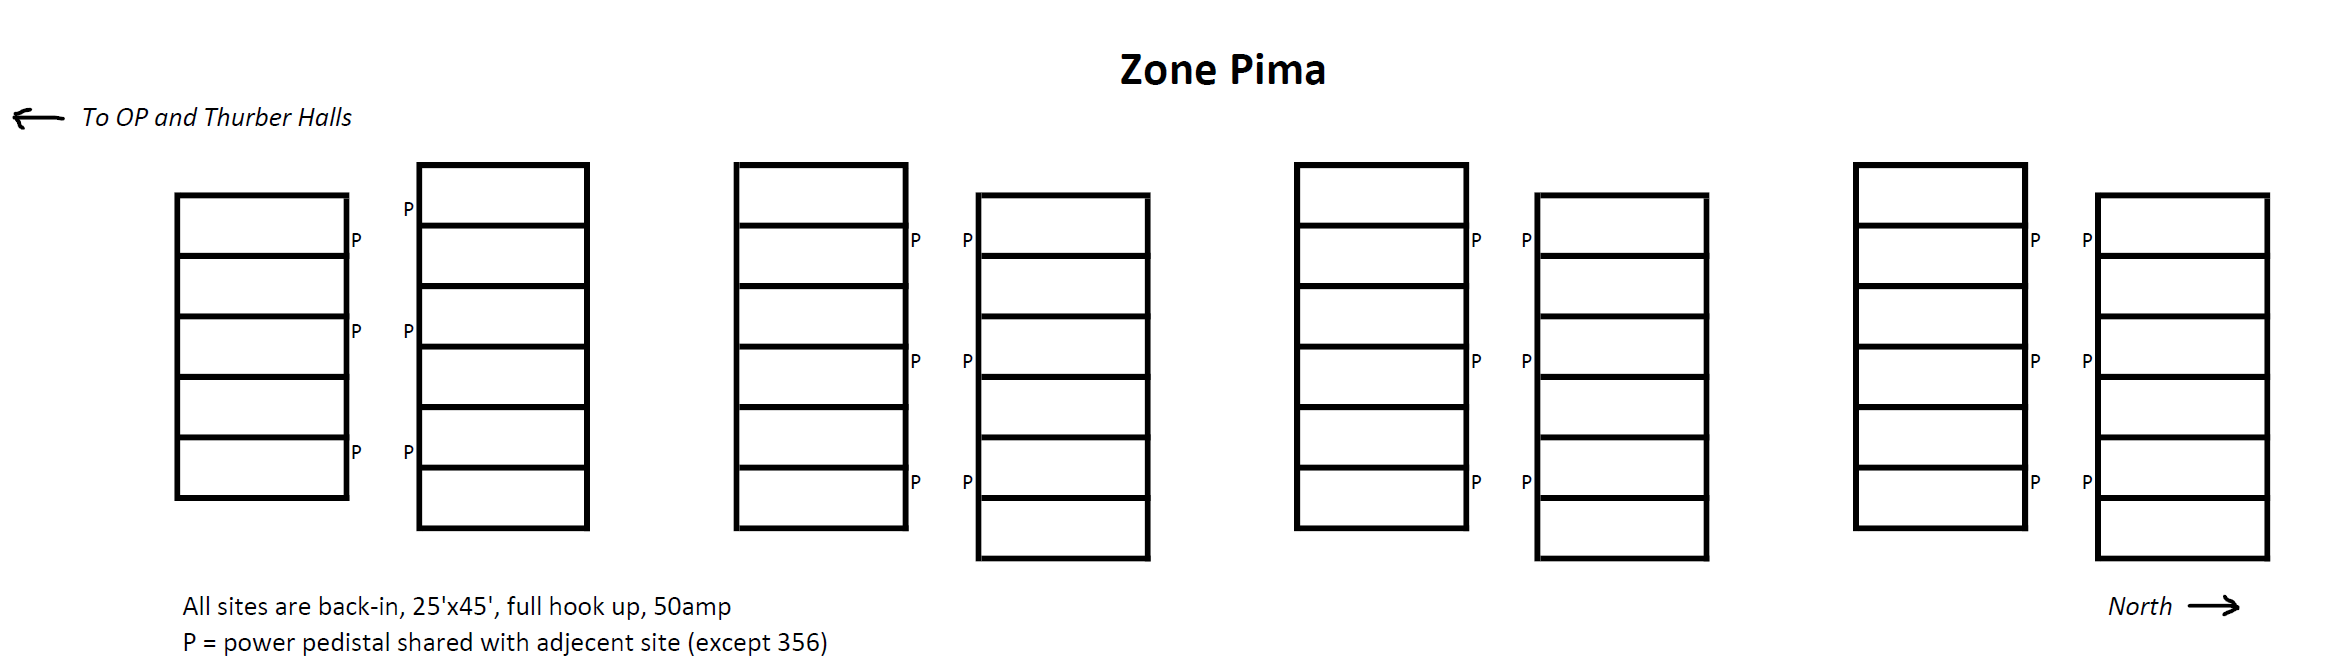 Zone Pima
To OP and Thurber Halls
P
P P P P P P P
P P
P P P P P P
P P
P P P P P P
All sites are back-in, 25'x45', full hook up, 50amp
North
P = power pedistal shared with adjecent site (except 356)